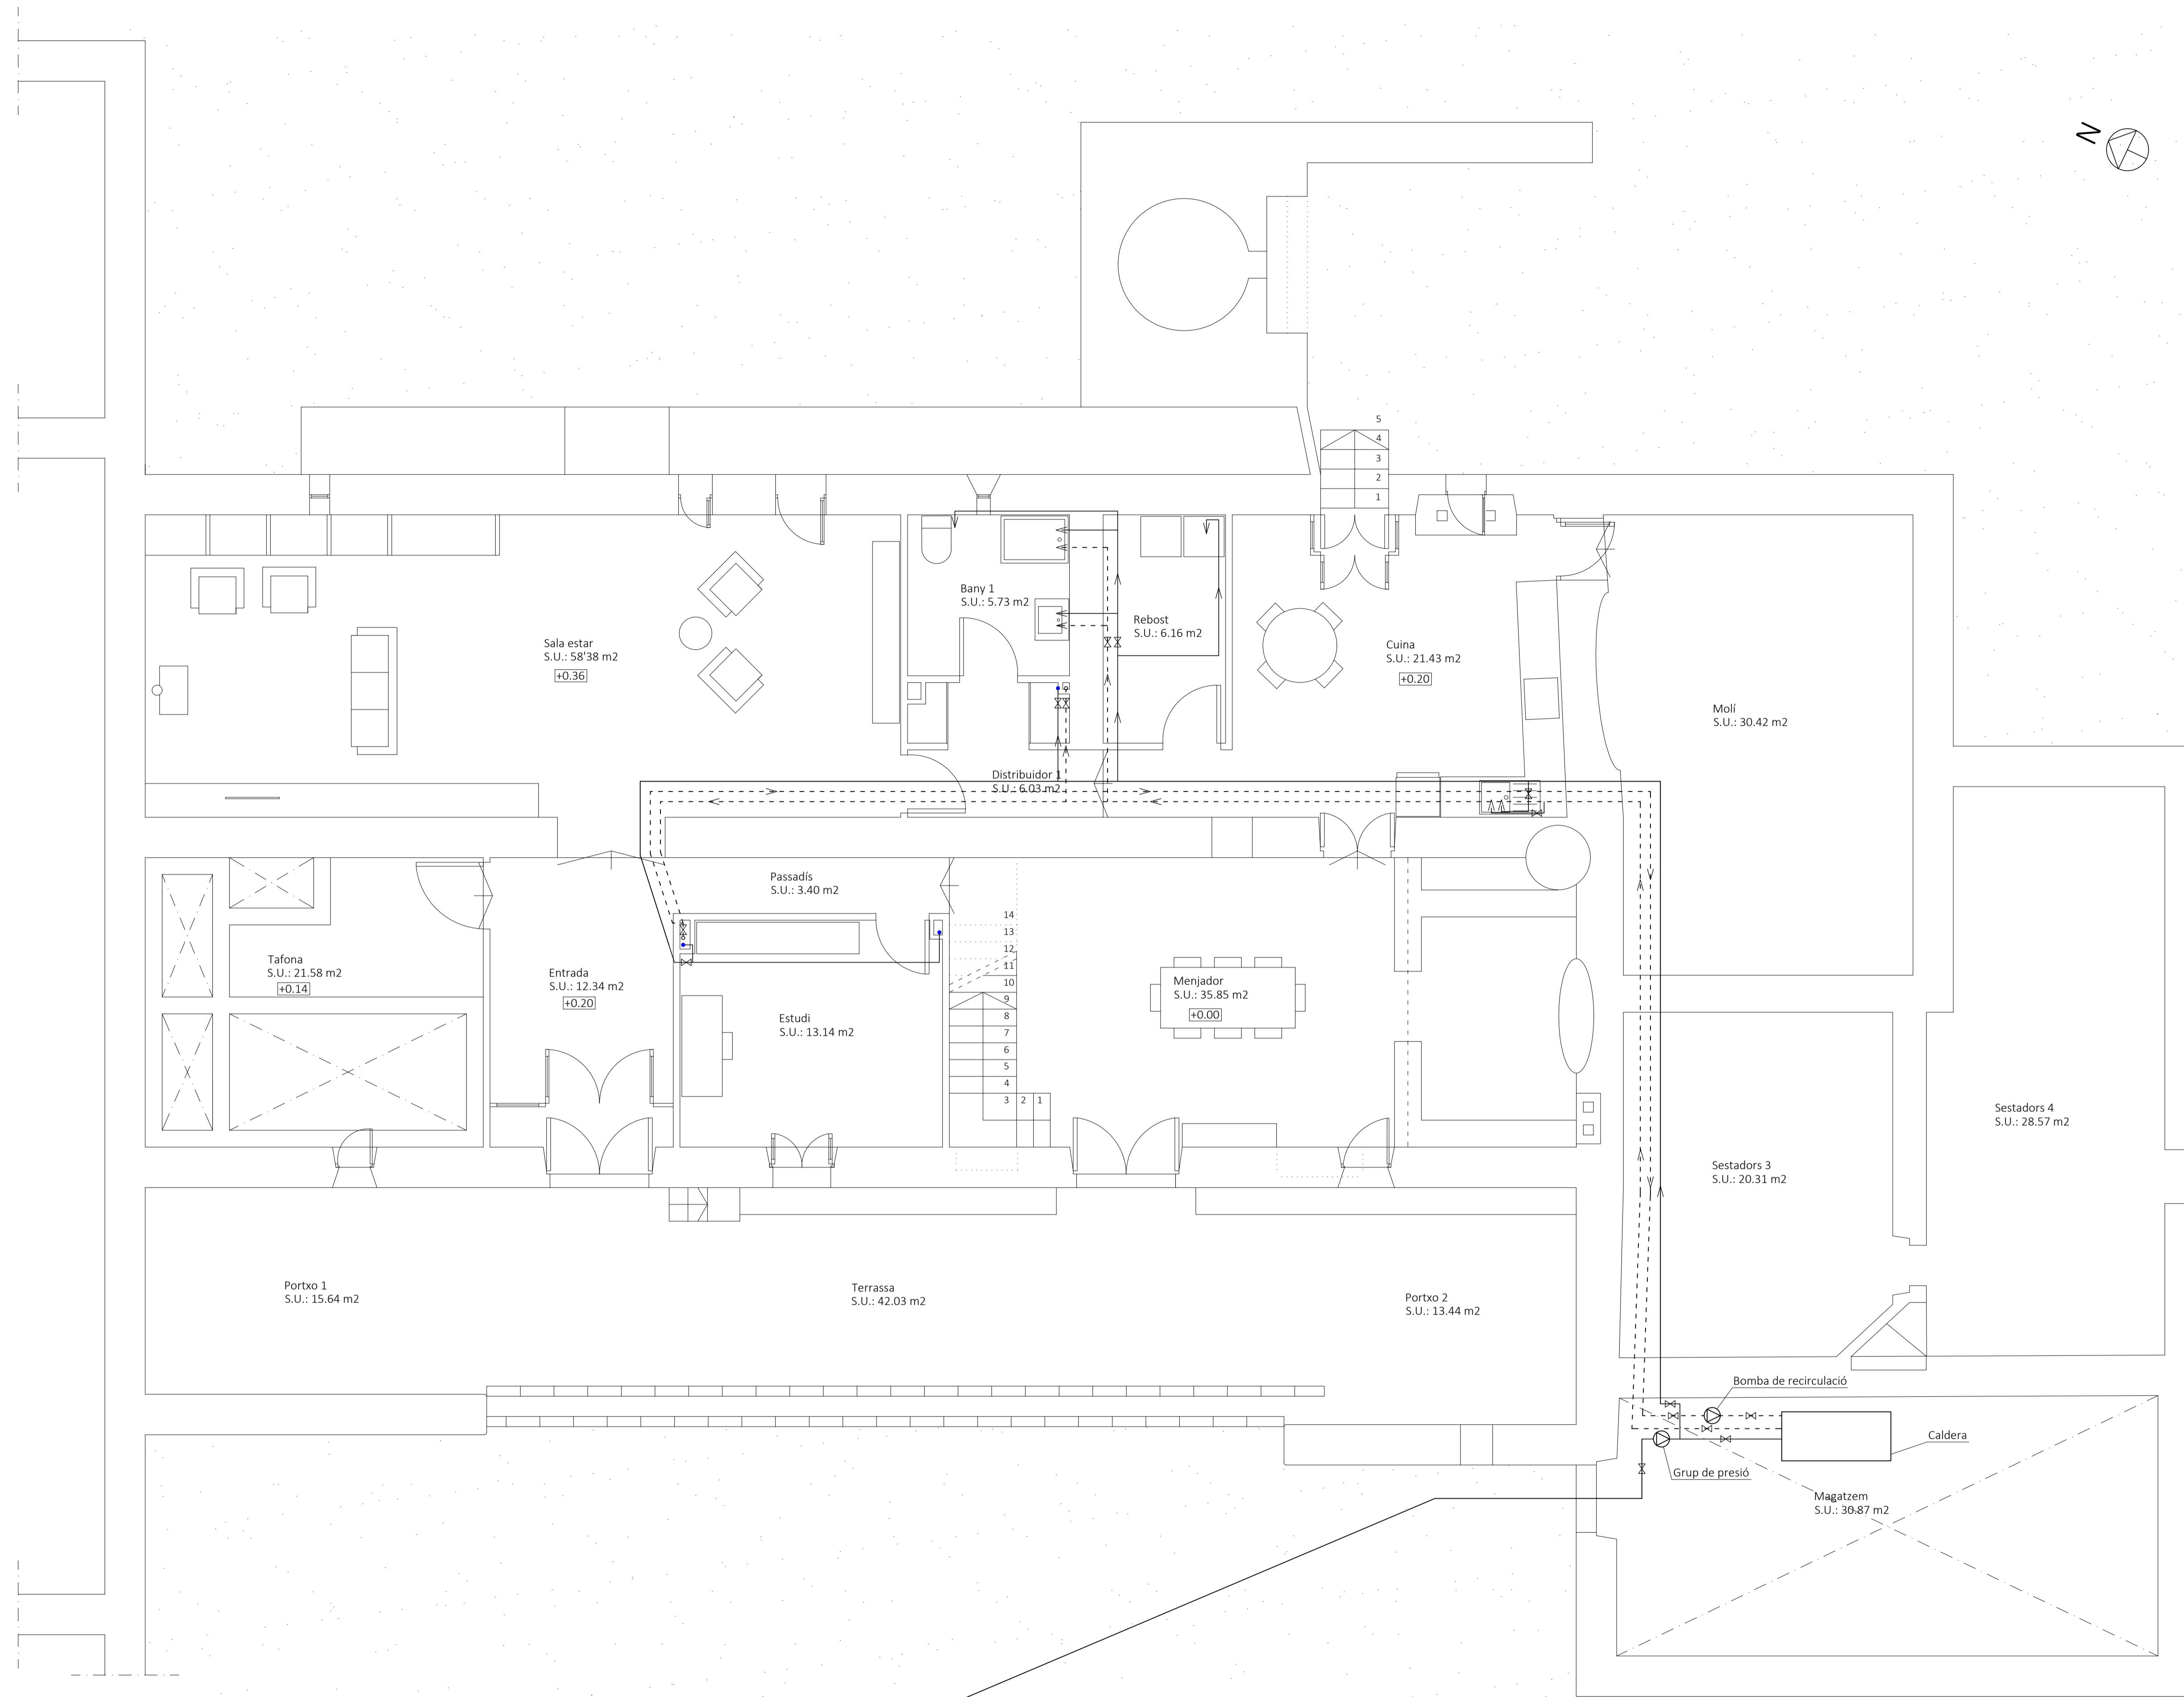 N
5
4
3
2
1
Bany 1
S.U.: 5.73 m2
Rebost
S.U.: 6.16 m2
Sala estar
S.U.: 58'38 m2
+0.36
Cuina
S.U.: 21.43 m2
+0.20
Molí
S.U.: 30.42 m2
Distribuidor 1
S.U.: 6.03 m2
Passadís
S.U.: 3.40 m2
14
13
12
11
10
9
8
7
6
5
4
3 2 1
Tafona
S.U.: 21.58 m2
+0.14
Entrada
S.U.: 12.34 m2
+0.20
Menjador
S.U.: 35.85 m2
+0.00
Estudi
S.U.: 13.14 m2
Sestadors 4
S.U.: 28.57 m2
Sestadors 3
S.U.: 20.31 m2
Portxo 1
S.U.: 15.64 m2
Terrassa
S.U.: 42.03 m2
Portxo 2
S.U.: 13.44 m2
Bomba de recirculació
Caldera
Grup de presió
Magatzem
S.U.: 30.87 m2